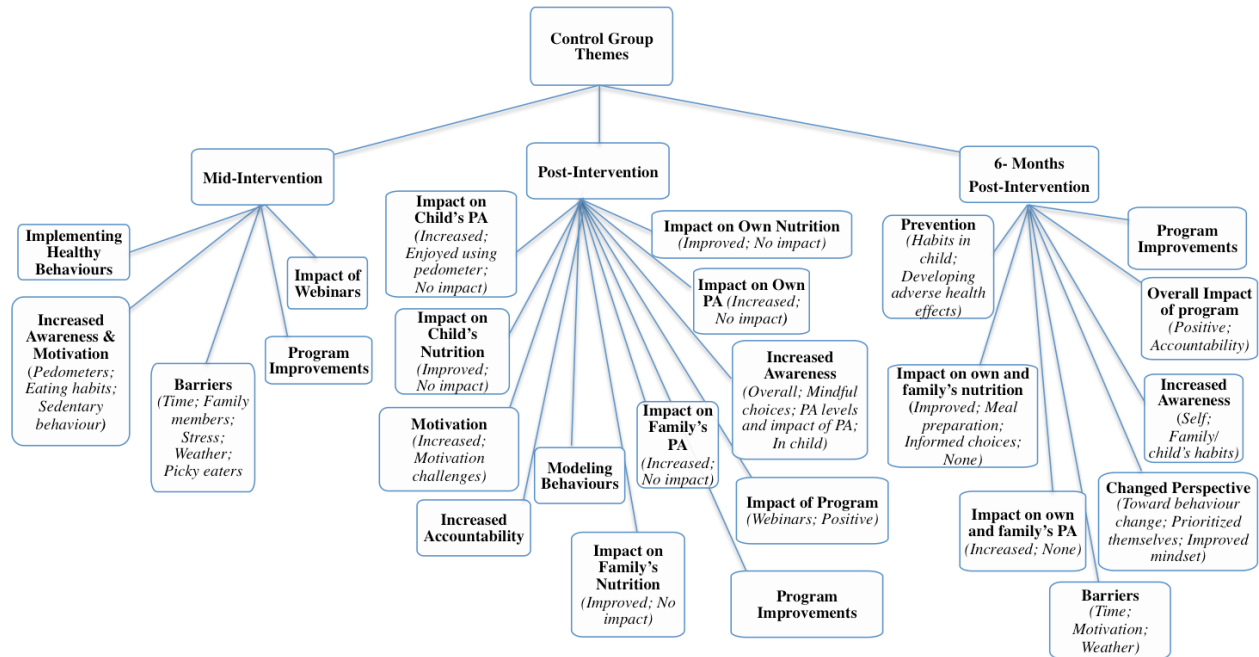 Control Group
Themes
Mid-Intervention
Post-Intervention
6- Months
Post-Intervention
Implementing
Healthy
Behaviours
Increased
Awareness &
Motivation
(Pedometers;
Eating habits;
Sedentary
behaviour)
Barriers
(Time; Family
members;
Stress;
Weather;
Picky eaters
Program
Improvements
Impact of
Webinars
Impact on
Child's PA
(Increased;
Enjoyed using
pedometer;
No impact)
Impact on
Child's
Nutrition
(Improved;
No impact)
Motivation
(Increased;
Motivation
challenges)
Increased
Accountability
Modeling
Behaviours
Impact on
Family's
Nutrition
(Improved; No
impact)
Impact on
Family's
PA
(Increased;
No impact)
Program
Improvements
Impact of Program
(Webinars; Positive)
Increased
Awareness
(Overall; Mindful
choices; PA levels
and impact of PA;
In child)
Impact on Own
PA (Increased;
No impact)
Impact on Own Nutrition
(Improved; No impact)
Prevention
(Habits in
child;
Developing
adverse health
effects)
Impact on own and
family's nutrition
(Improved; Meal
preparation;
Informed choices;
None)
Impact on own
and family's PA
(Increased; None)
Barriers
(Time;
Motivation;
Weather)
Changed Perspective
(Toward behaviour
change; Prioritized
themselves; Improved
mindset)
Increased
Awareness
(Self;
Family/
child's habits)
Overall Impact
of program
(Positive;
Accountability)
Program
Improvements